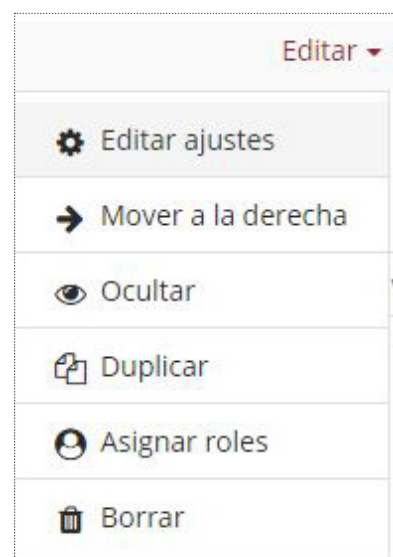 Editar
Editar ajustes
Mover a la derecha
Ocultar
Duplicar
Asignar roles
Borrar